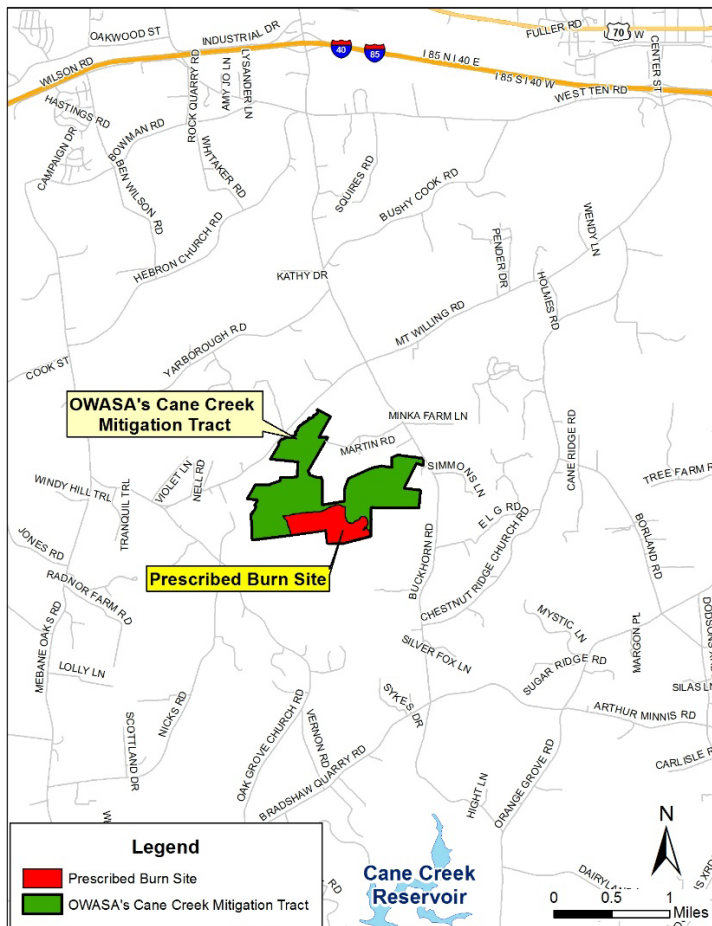 OAKWOOD ST
INDUSTRIAL DR
FULLER RD
70 W
WILSON RD
40
85
I 85 N I 40 E
I 85 S I 40 W
CENTER ST
WEST TEN RD
HASTINGS RD
CAMPAIGN DR
BOWMAN RD
BEN WILSON RD
ROCK QUARRY RD
AMY JO LN
LYSANDER LN
WHITAKER RD
SQUIRES RD
BUSHY COOK RD
HEBRON CHURCH RD
KATHY DR
PENDER DR
WENDY LN
HOLMES RD
MT WILLING RD
YARBOROUGH RD
COOK ST
OWASA's Cane Creek
Mitigation Tract
MINKA FARM LN
MARTIN RD
SIMMONS LN
CANE RIDGE RD
TREE FARM R
WINDY HILL TRL
TRANQUIL TRL
VIOLET LN
NELL RD
E L G RD
BORLAND RD
JONES RD
RADNOR FARM RD
Prescribed Burn Site
BUCKHORN RD
CHESTNUT RIDGE CHURCH RD
MEBANE OAKS RD
LOLLY LN
MYSTIC LN
MARGON PL
SILVER FOX LN
SUGAR RIDGE RD
SILAS LN
SYKES DR
ARTHUR MINNIS RD
SCOTTLAND DR
NICKS RD
OAK GROVE CHURCH RD
VERNON RD
BRADSHAW QUARRY RD
HIGHT LN
ORANGE GROVE RD
CARLISLE R
N
Legend
Prescribed Burn Site
OWASA's Cane Creek Mitigation Tract
Cane Creek
Reservoir
DAIRYLAND
0 0.5 1
Miles